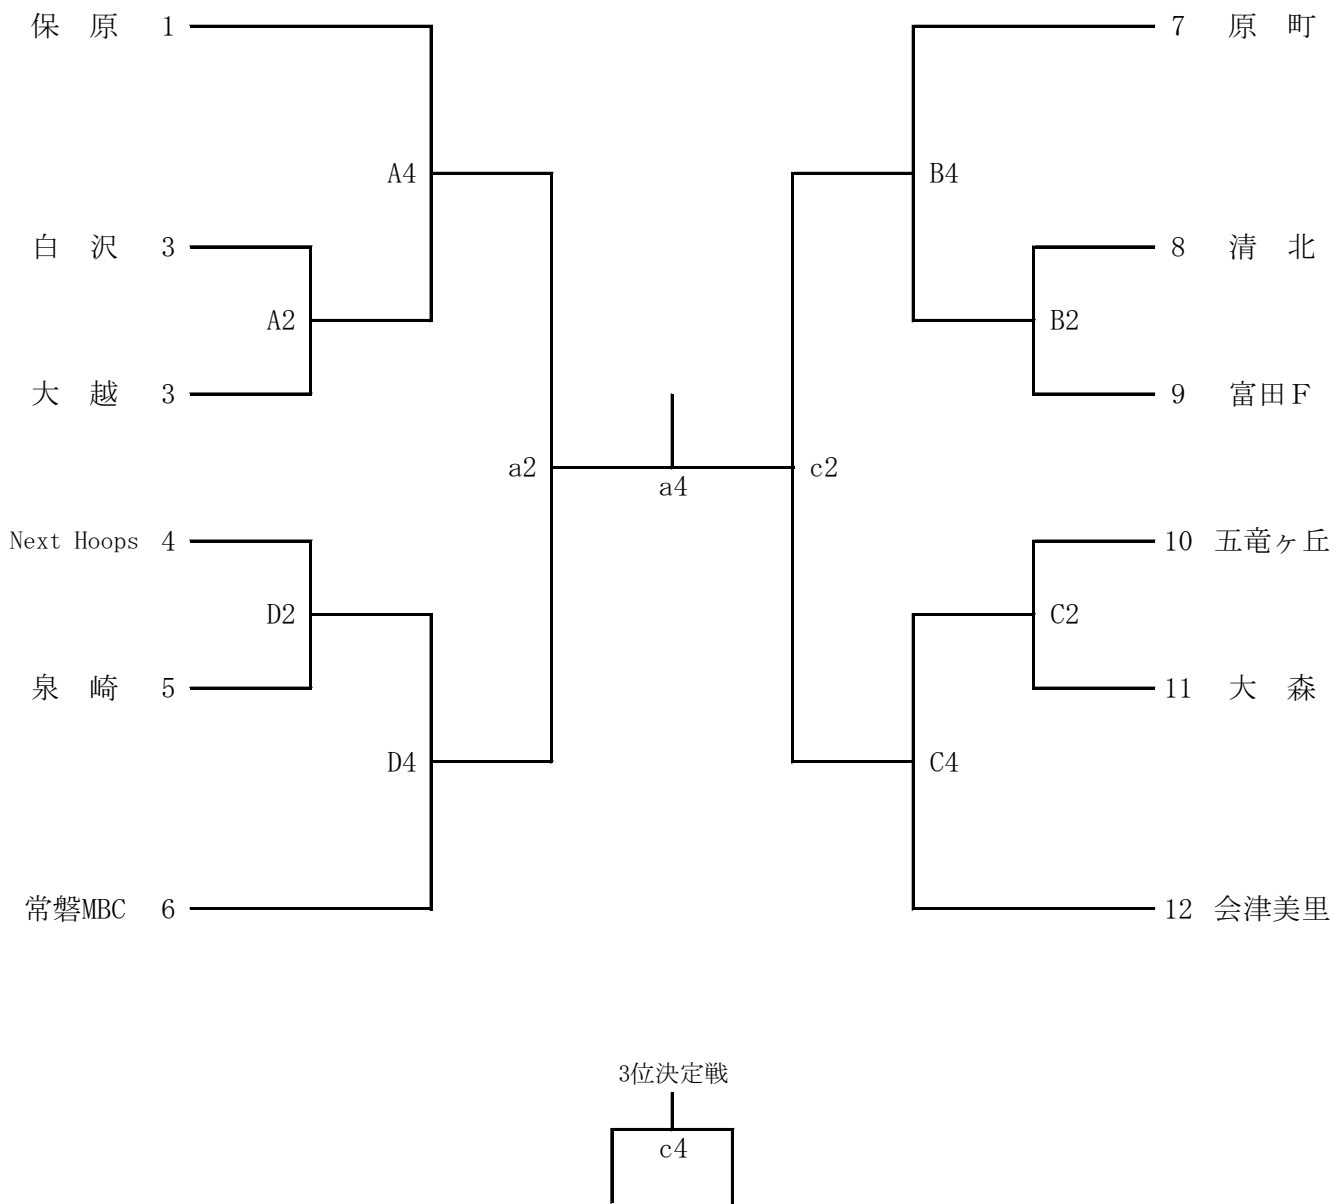 保　原　1
7　原　町
A4
B4
白　沢　3
8　清　北
A2
B2
大　越　3
9　富田Ｆ
a2
a4
c2
Next Hoops 4
10 五竜ヶ丘
D2
C2
泉　崎　5
11　大　森
D4
C4
常磐MBC 6
12 会津美里
3位決定戦
c4